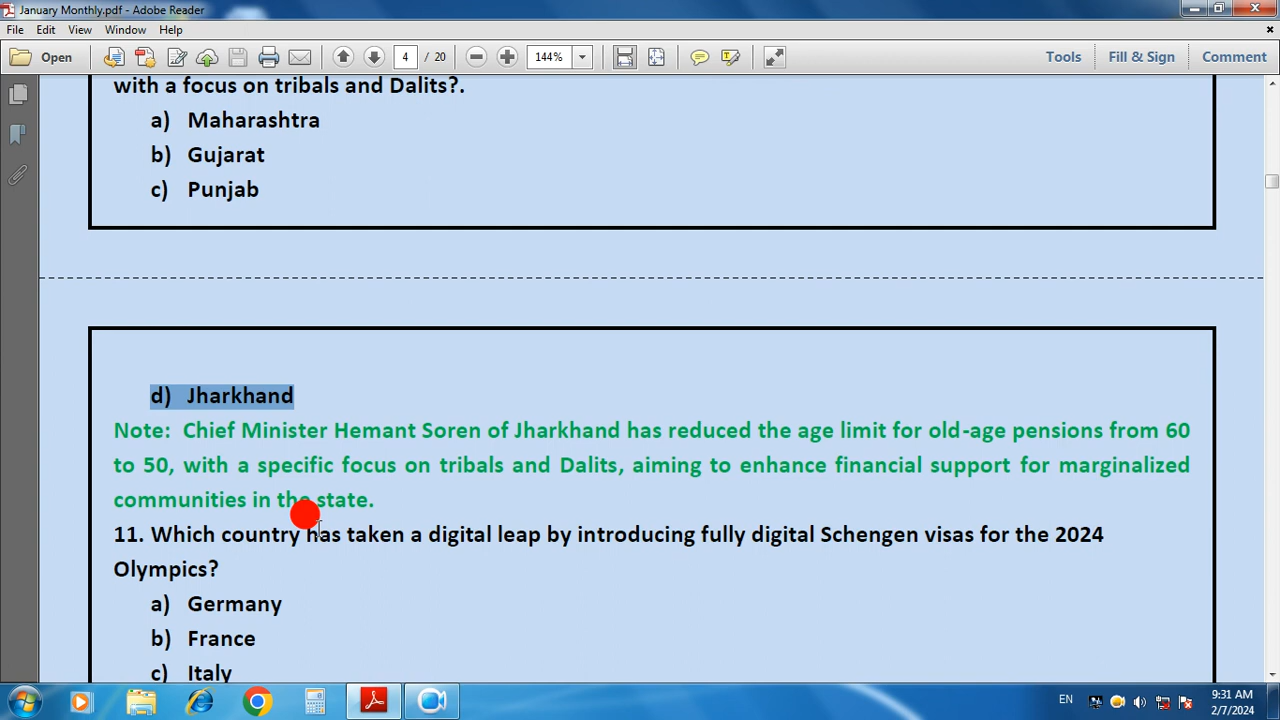 January Monthly.pdf - Adobe Reader
File Edit View Window Help
Open 4 / 20 144% Tools Fill & Sign Comment
with a focus on tribals and Dalits?.
a) Maharashtra
b) Gujarat
c) Punjab
d) Jharkhand
Note: Chief Minister Hemant Soren of Jharkhand has reduced the age limit for old-age pensions from 60
to 50, with a specific focus on tribals and Dalits, aiming to enhance financial support for marginalized
communities in the state.
11. Which country has taken a digital leap by introducing fully digital Schengen visas for the 2024
Olympics?
a) Germany
b) France
c) Italy
EN 9:31 AM
2/7/2024